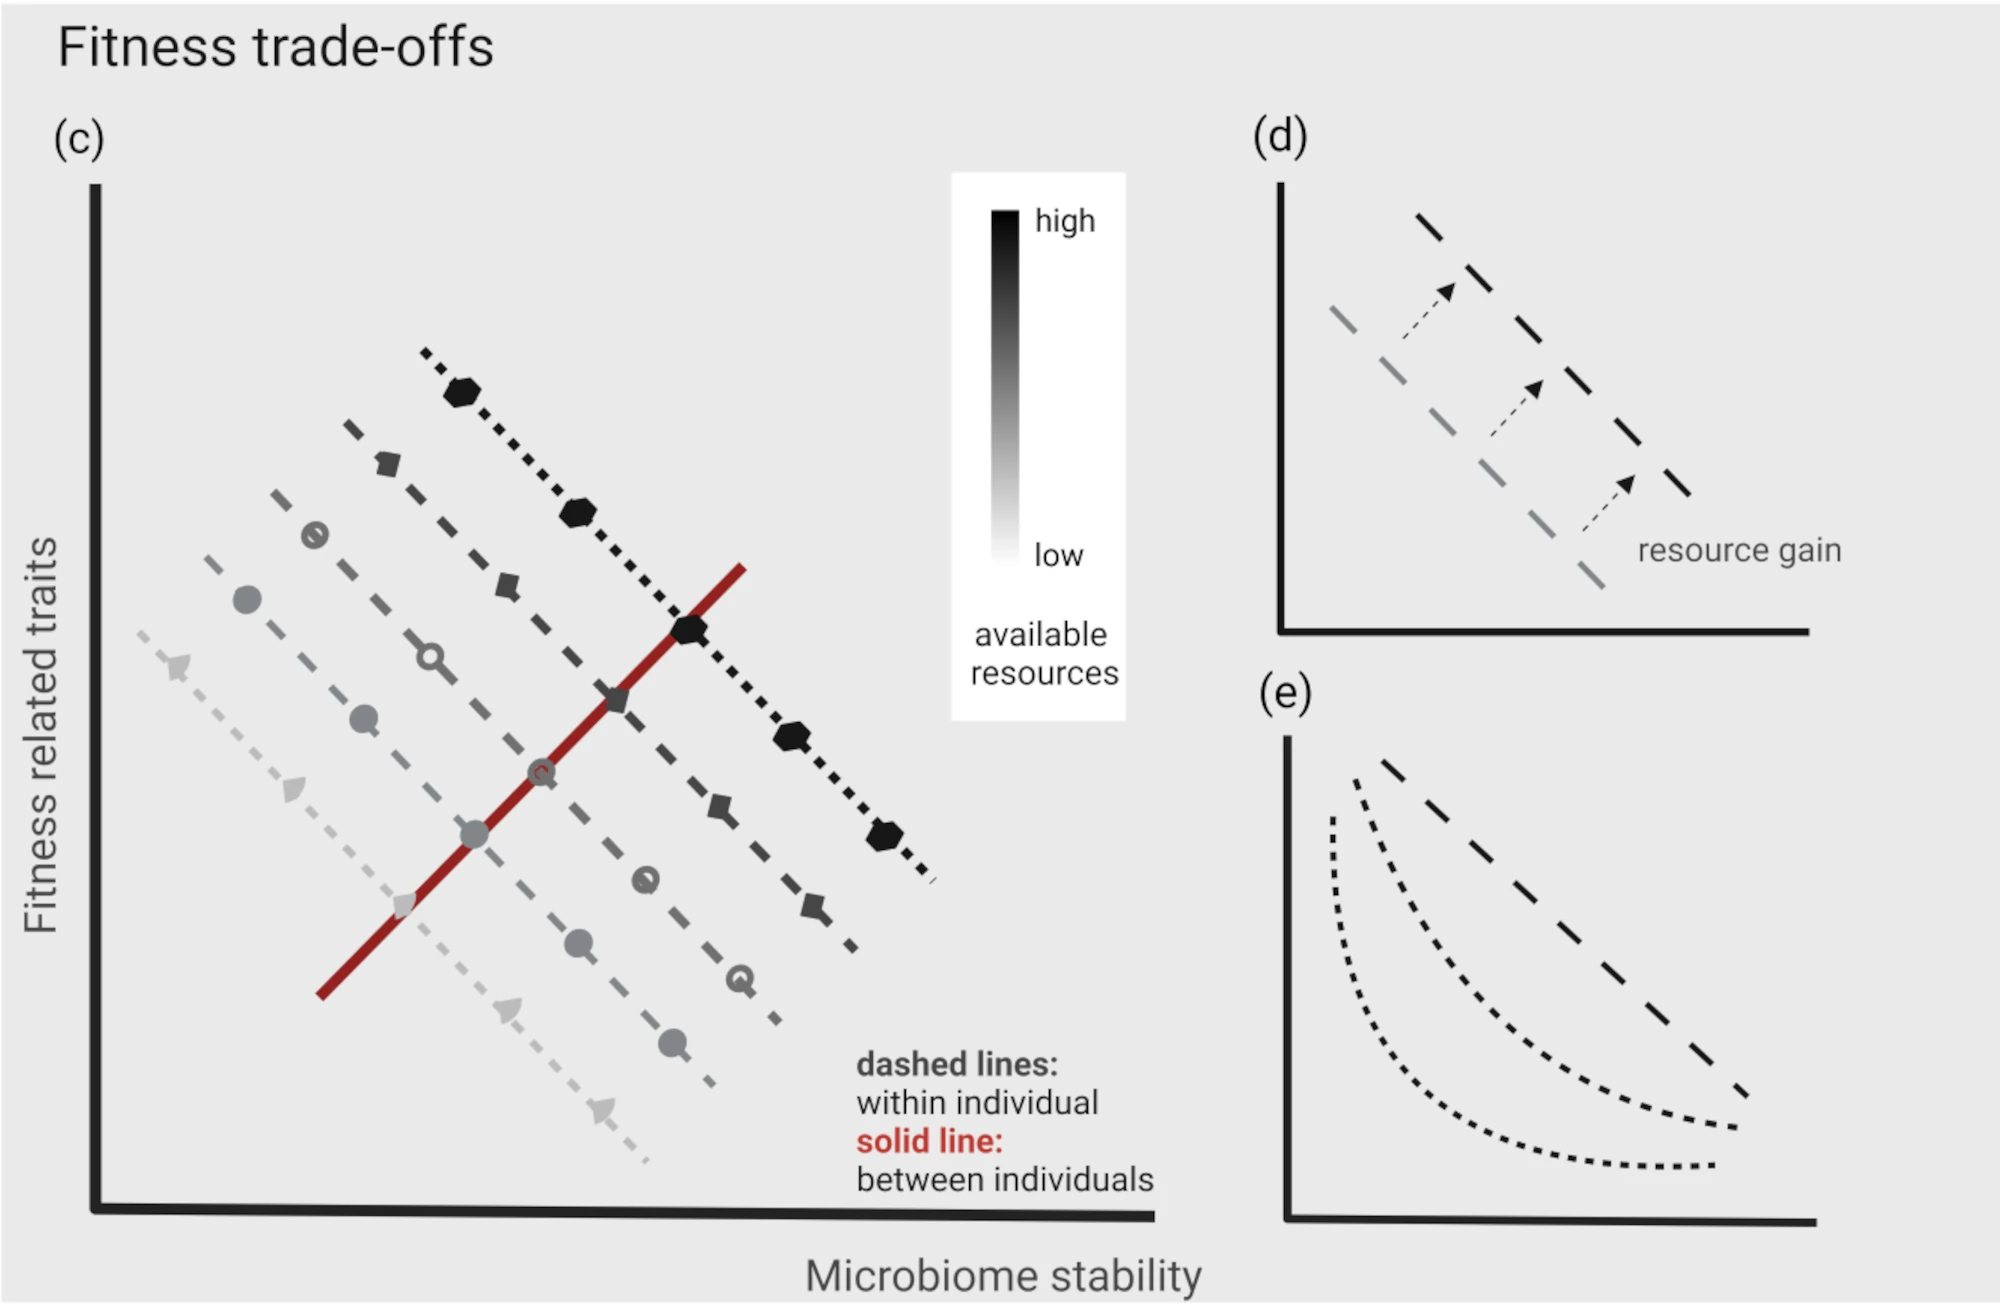 Fitness trade-offs
(c)
Fitness related traits
high
low
available
resources
dashed lines:
within individual
solid line:
between individuals
Microbiome stability
(d)
resource gain
(e)